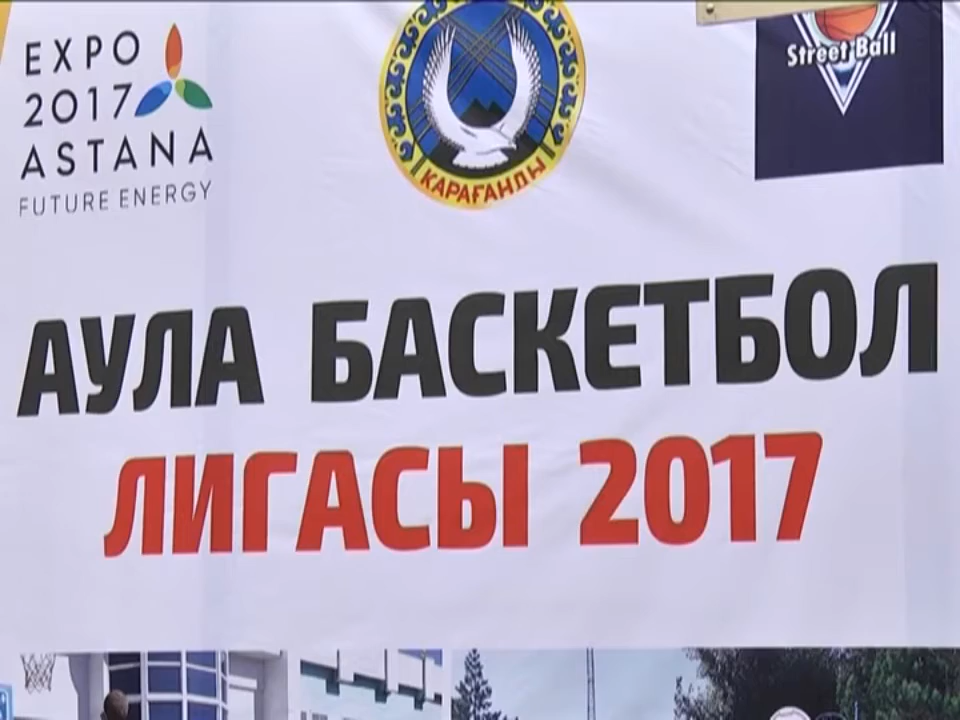 EXPO
2017
ASTANA
FUTURE ENERGY
ҚАРАҒАНДЫ
Street Ball
АУЛА БАСКЕТБОЛ
ЛИГАСЫ 2017